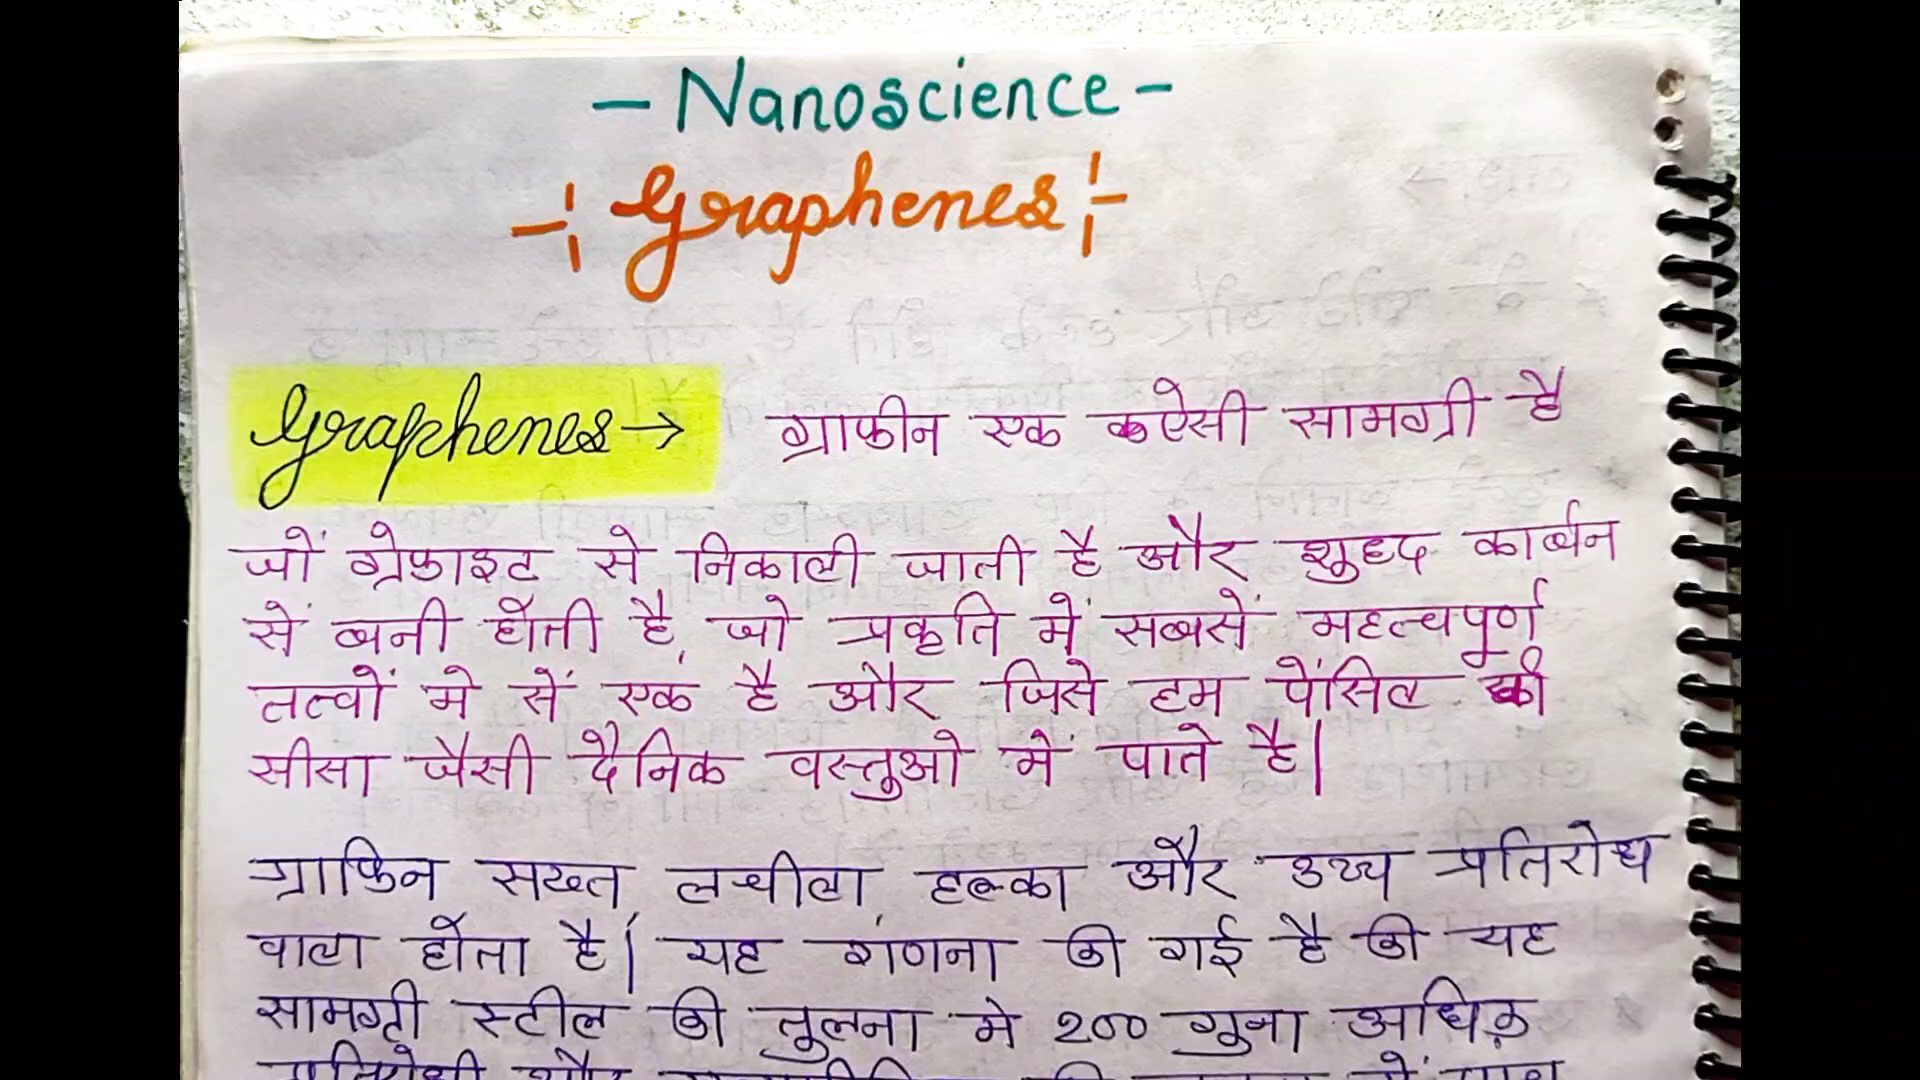 - Nanoscience -
Graphenes
Graphenes → ग्राफीन एक ऐसी सामग्री है
जों ग्रेफाइट से निकाली जाती है और शुध्द कार्बन
सें बनी होंती है, जो प्रकृति में सबसें महत्वपूर्ण
तत्वों मे सें एक है और जिसे हम पेंसिल की
सीसा जैसी दैनिक वस्तुओ में पाते है|
ग्राफिन सख्त, लचीला, हल्का और उच्च प्रतिरोध
वाला होंता है| यह गणना की गई है की यह
सामग्री स्टील की तुलना मे 200 गुना अधिक